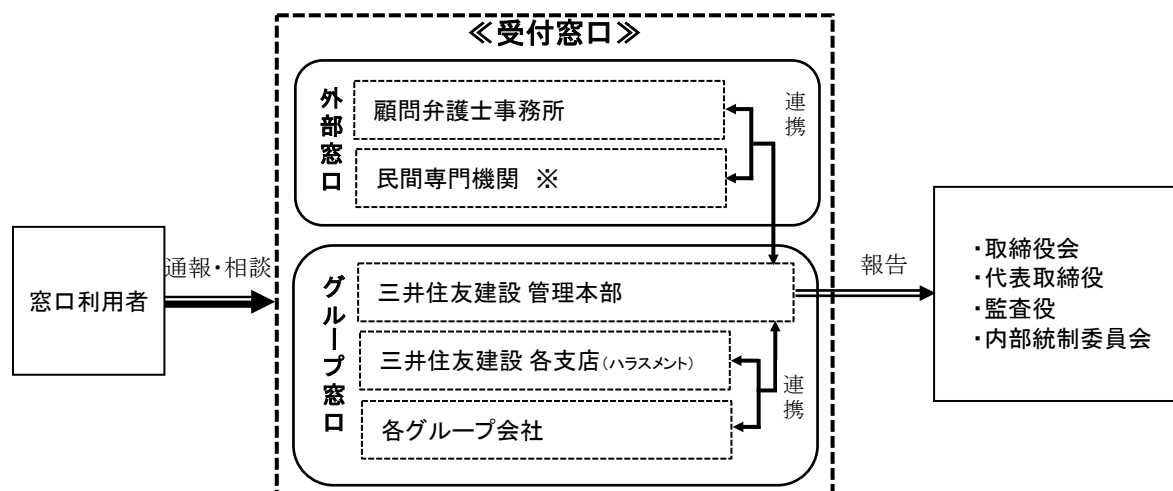 ≪受付窓口≫
外部窓口
顧問弁護士事務所
民間専門機関 ※
連携
窓口利用者
通報・相談
グループ窓口
三井住友建設 管理本部
三井住友建設 各支店(ハラスメント)
各グループ会社
連携
報告
・取締役会
・代表取締役
・監査役
・内部統制委員会